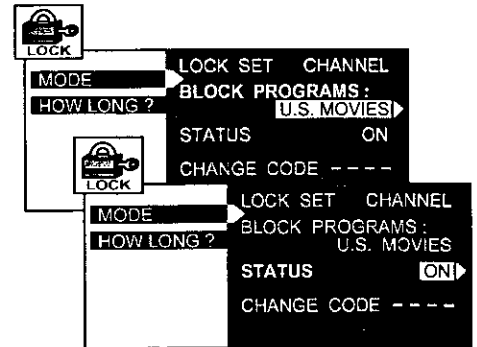 LOCK
MODE
HOW LONG ?
LOCK SET CHANNEL
BLOCK PROGRAMS :
U.S. MOVIES
STATUS ON
CHANGE CODE – – – –
LOCK
MODE
HOW LONG ?
LOCK SET CHANNEL
BLOCK PROGRAMS :
U.S. MOVIES
STATUS ON
CHANGE CODE – – – –